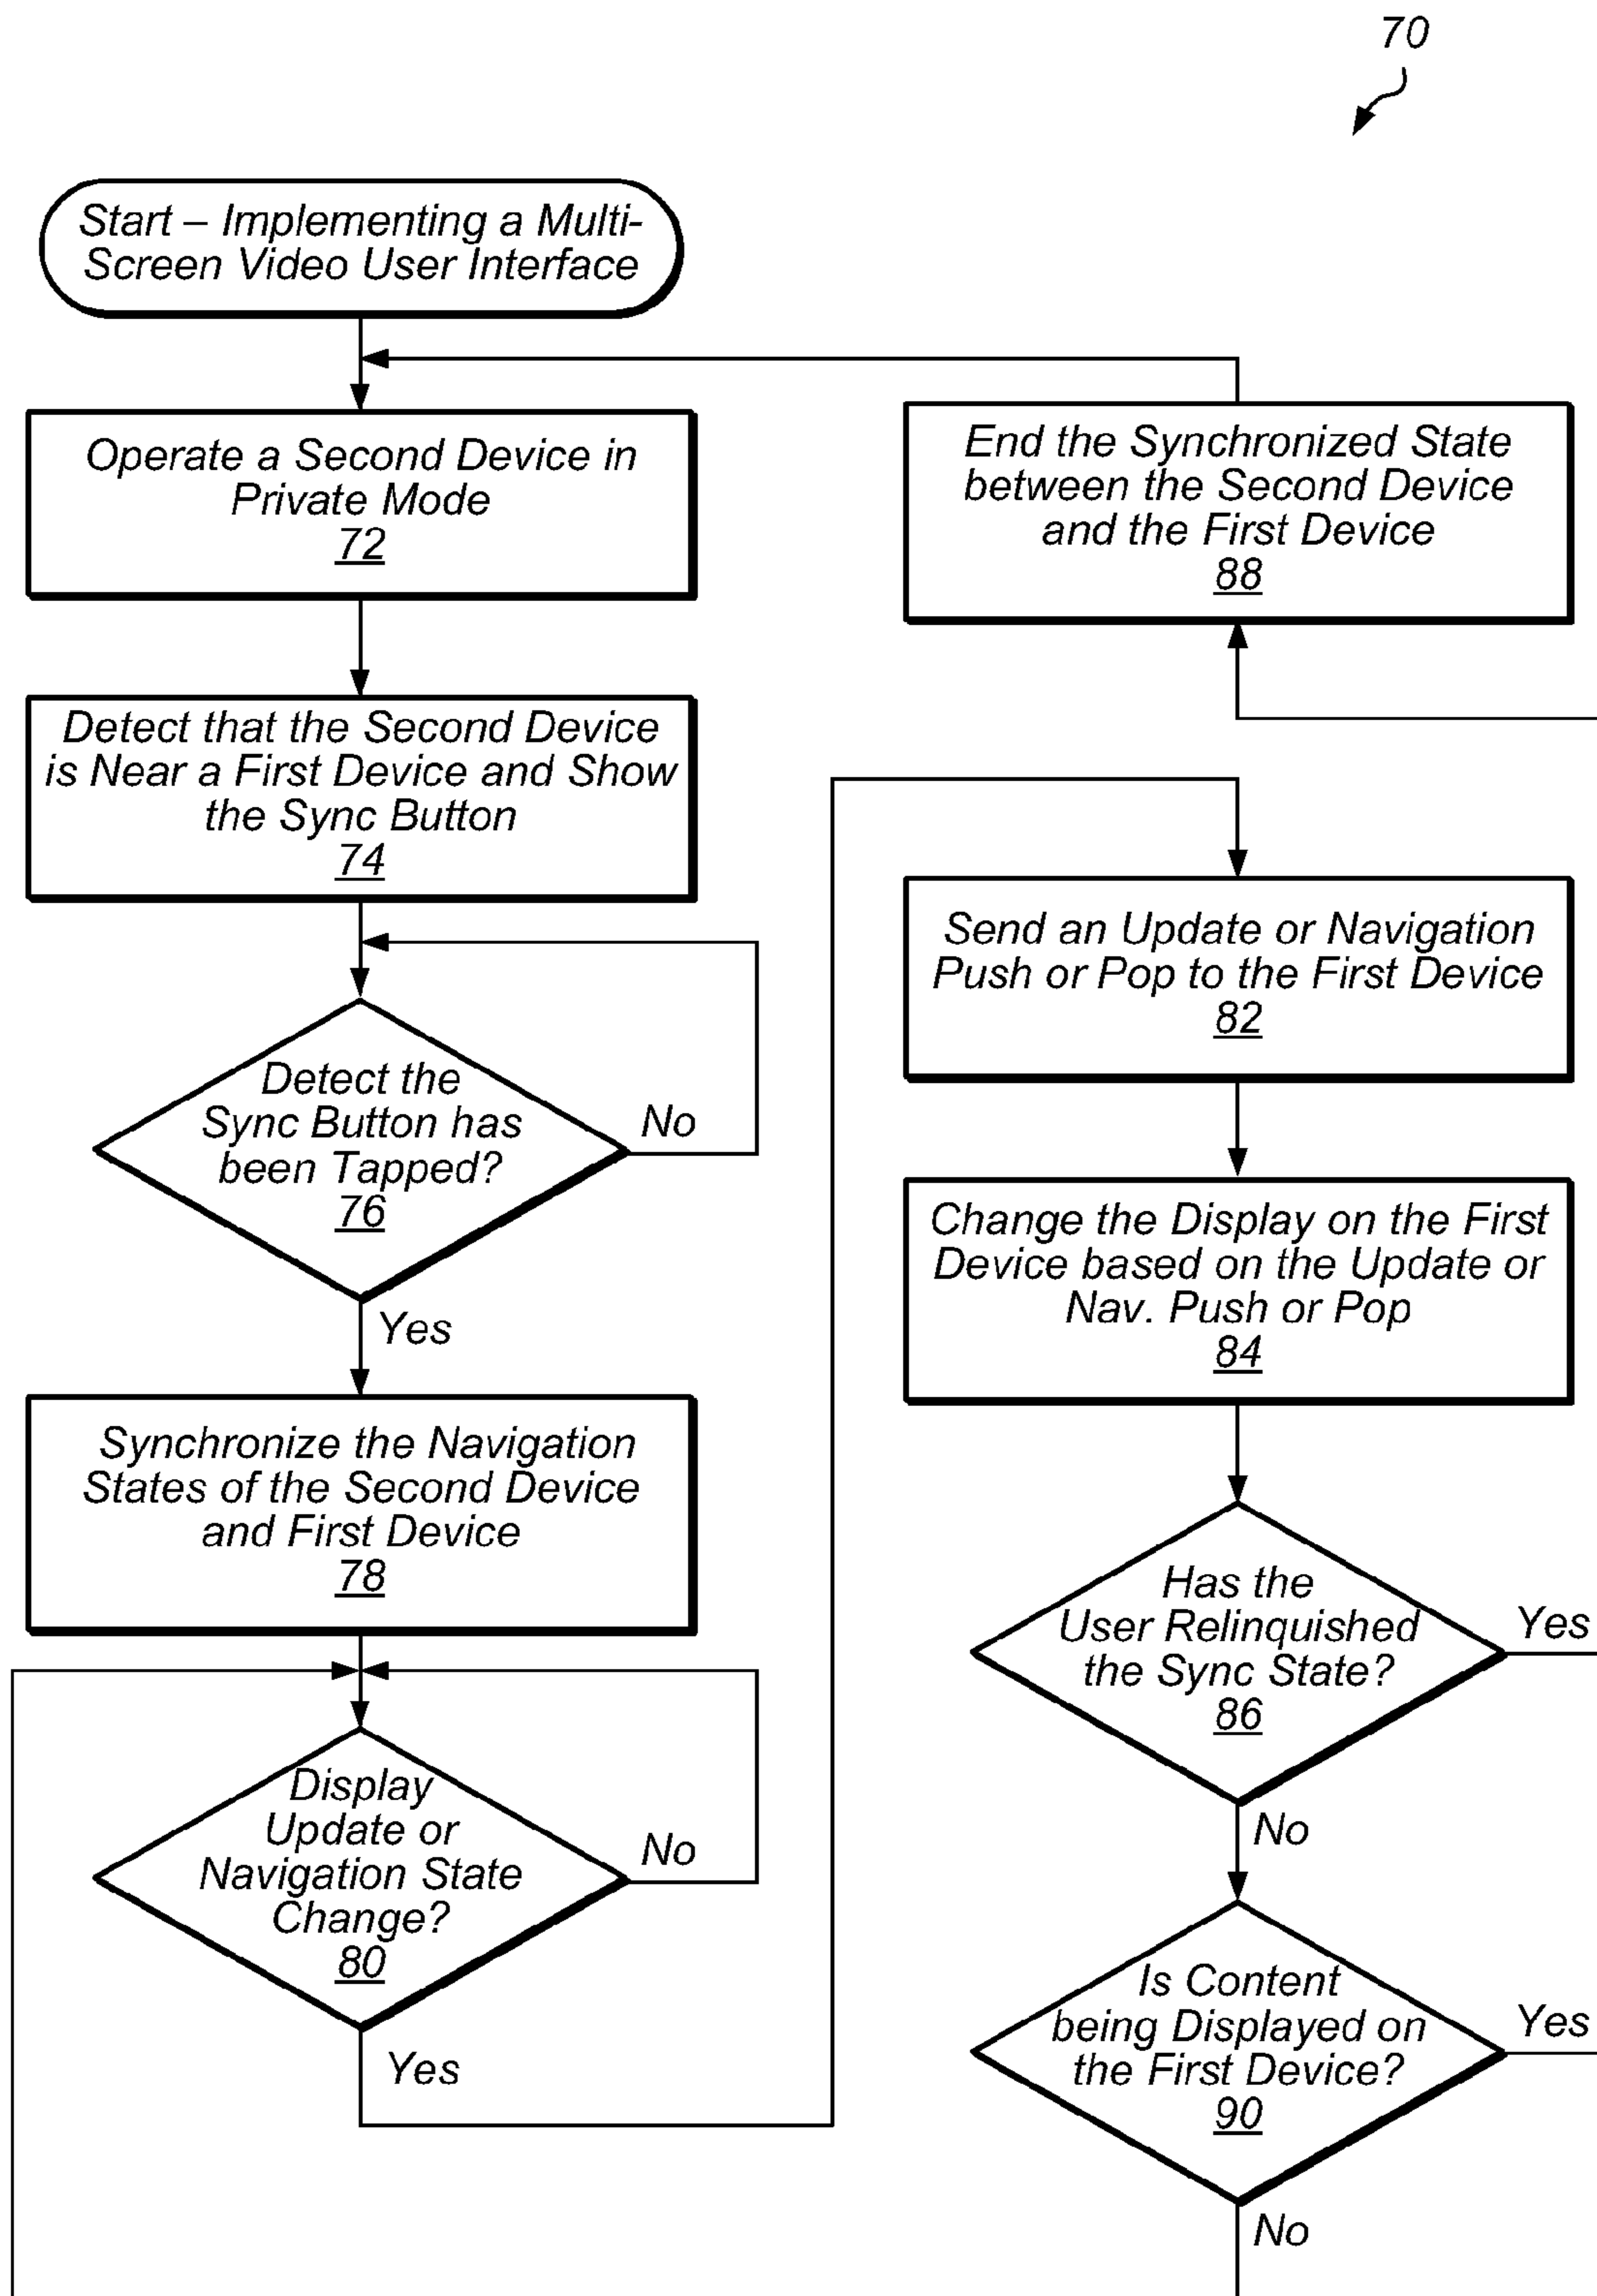 70
Start – Implementing a Multi-
Screen Video User Interface
Operate a Second Device in
Private Mode
72
Detect that the Second Device
is Near a First Device and Show
the Sync Button
74
Detect the
Sync Button has
been Tapped?
76
No
Yes
Synchronize the Navigation
States of the Second Device
and First Device
78
Display
Update or
Navigation State
Change?
80
No
Yes
End the Synchronized State
between the Second Device
and the First Device
88
Send an Update or Navigation
Push or Pop to the First Device
82
Change the Display on the First
Device based on the Update or
Nav. Push or Pop
84
Has the
User Relinquished
the Sync State?
86
Yes
No
Is Content
being Displayed on
the First Device?
90
Yes
No